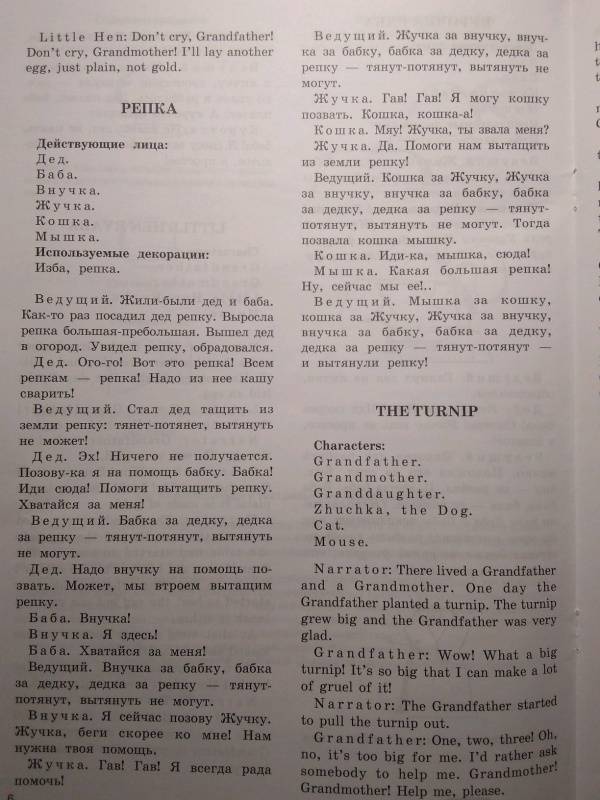 Little Hen: Don't cry, Grandfather!
Don't cry, Grandmother! I'll lay another
egg, just plain, not gold.
РЕПКА
Действующие лица:
Дед.
Баба.
Внучка.
Жучка.
Кошка.
Мышка.
Используемые декорации:
Изба, репка.
Ведущий. Жили-были дед и баба.
Как-то раз посадил дед репку. Выросла
репка большая-пребольшая. Вышел дед
в огород. Увидел репку, обрадовался.
Дед. Ого-го! Вот это репка! Всем
репкам — репка! Надо из нее кашу
сварить!
Ведущий. Стал дед тащить из
земли репку: тянет-потянет, вытянуть
не может!
Дед. Эх! Ничего не получается.
Позову-ка я на помощь бабку. Бабка!
Иди сюда! Помоги вытащить репку.
Хватайся за меня!
Ведущий. Бабка за дедку, дедка
за репку — тянут-потянут, вытянуть
не могут.
Дед. Надо внучку на помощь по-
звать. Может, мы втроем вытащим
репку.
Баба. Внучка!
Внучка. Я здесь!
Баба. Хватайся за меня!
Ведущий. Внучка за бабку, бабка
за дедку, дедка за репку — тянут-
потянут, вытянуть не могут.
Внучка. Я сейчас позову Жучку.
Жучка, беги скорее ко мне! Нам
нужна твоя помощь.
Жучка. Гав! Гав! Я всегда рада
помочь!
6
Ведущий. Жучка за внучку, внуч-
ка за бабку, бабка за дедку, дедка за
репку — тянут-потянут, вытянуть не
могут.
Жучка. Гав! Гав! Я могу кошку
позвать. Кошка, кошка-а!
Кошка. Мяу! Жучка, ты звала меня?
Жучка. Да. Помоги нам вытащить
из земли репку!
Ведущий. Кошка за Жучку, Жучка
за внучку, внучка за бабку, бабка
за дедку, дедка за репку — тянут-
потянут, вытянуть не могут. Тогда
позвала кошка мышку.
Кошка. Иди-ка, мышка, сюда!
Мышка. Какая большая репка!
Ну, сейчас мы ее!..
Ведущий. Мышка за кошку,
кошка за Жучку, Жучка за внучку,
внучка за бабку, бабка за дедку,
дедка за репку — тянут-потянут —
и вытянули репку!
THE TURNIP
Characters:
Grandfather.
Grandmother.
Granddaughter.
Zhuchka, the Dog.
Cat.
Mouse.
Narrator: There lived a Grandfather
and a Grandmother. One day the
Grandfather planted a turnip. The turnip
grew big and the Grandfather was very
glad.
Grandfather: Wow! What a big
turnip! It's so big that I can make a lot
of gruel of it!
Narrator: The Grandfather started
to pull the turnip out.
Grandfather: One, two, three! Oh,
no, it's too big for me. I'd rather ask
somebody to help me. Grandmother!
Grandmother! Help me, please.